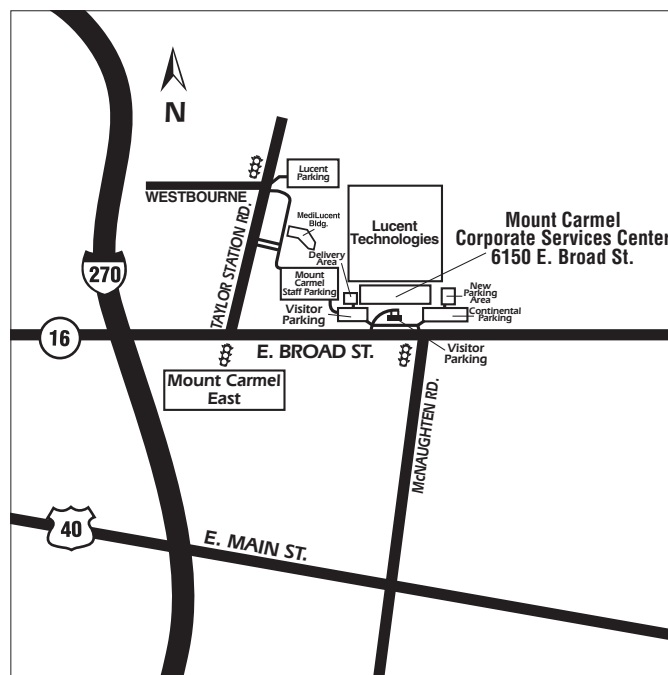 N
Lucent
Parking
WESTBOURNE
TAYLOR STATION RD.
MediLucent
Bldg.
Lucent
Technologies
Mount Carmel
Corporate Services Center
6150 E. Broad St.
Delivery
Area
270
Mount
Carmel
Staff Parking
New
Parking
Area
Visitor
Parking
Continental
Parking
16
E. BROAD ST.
Visitor
Parking
Mount Carmel
East
McNAUGHTEN RD.
40
E. MAIN ST.